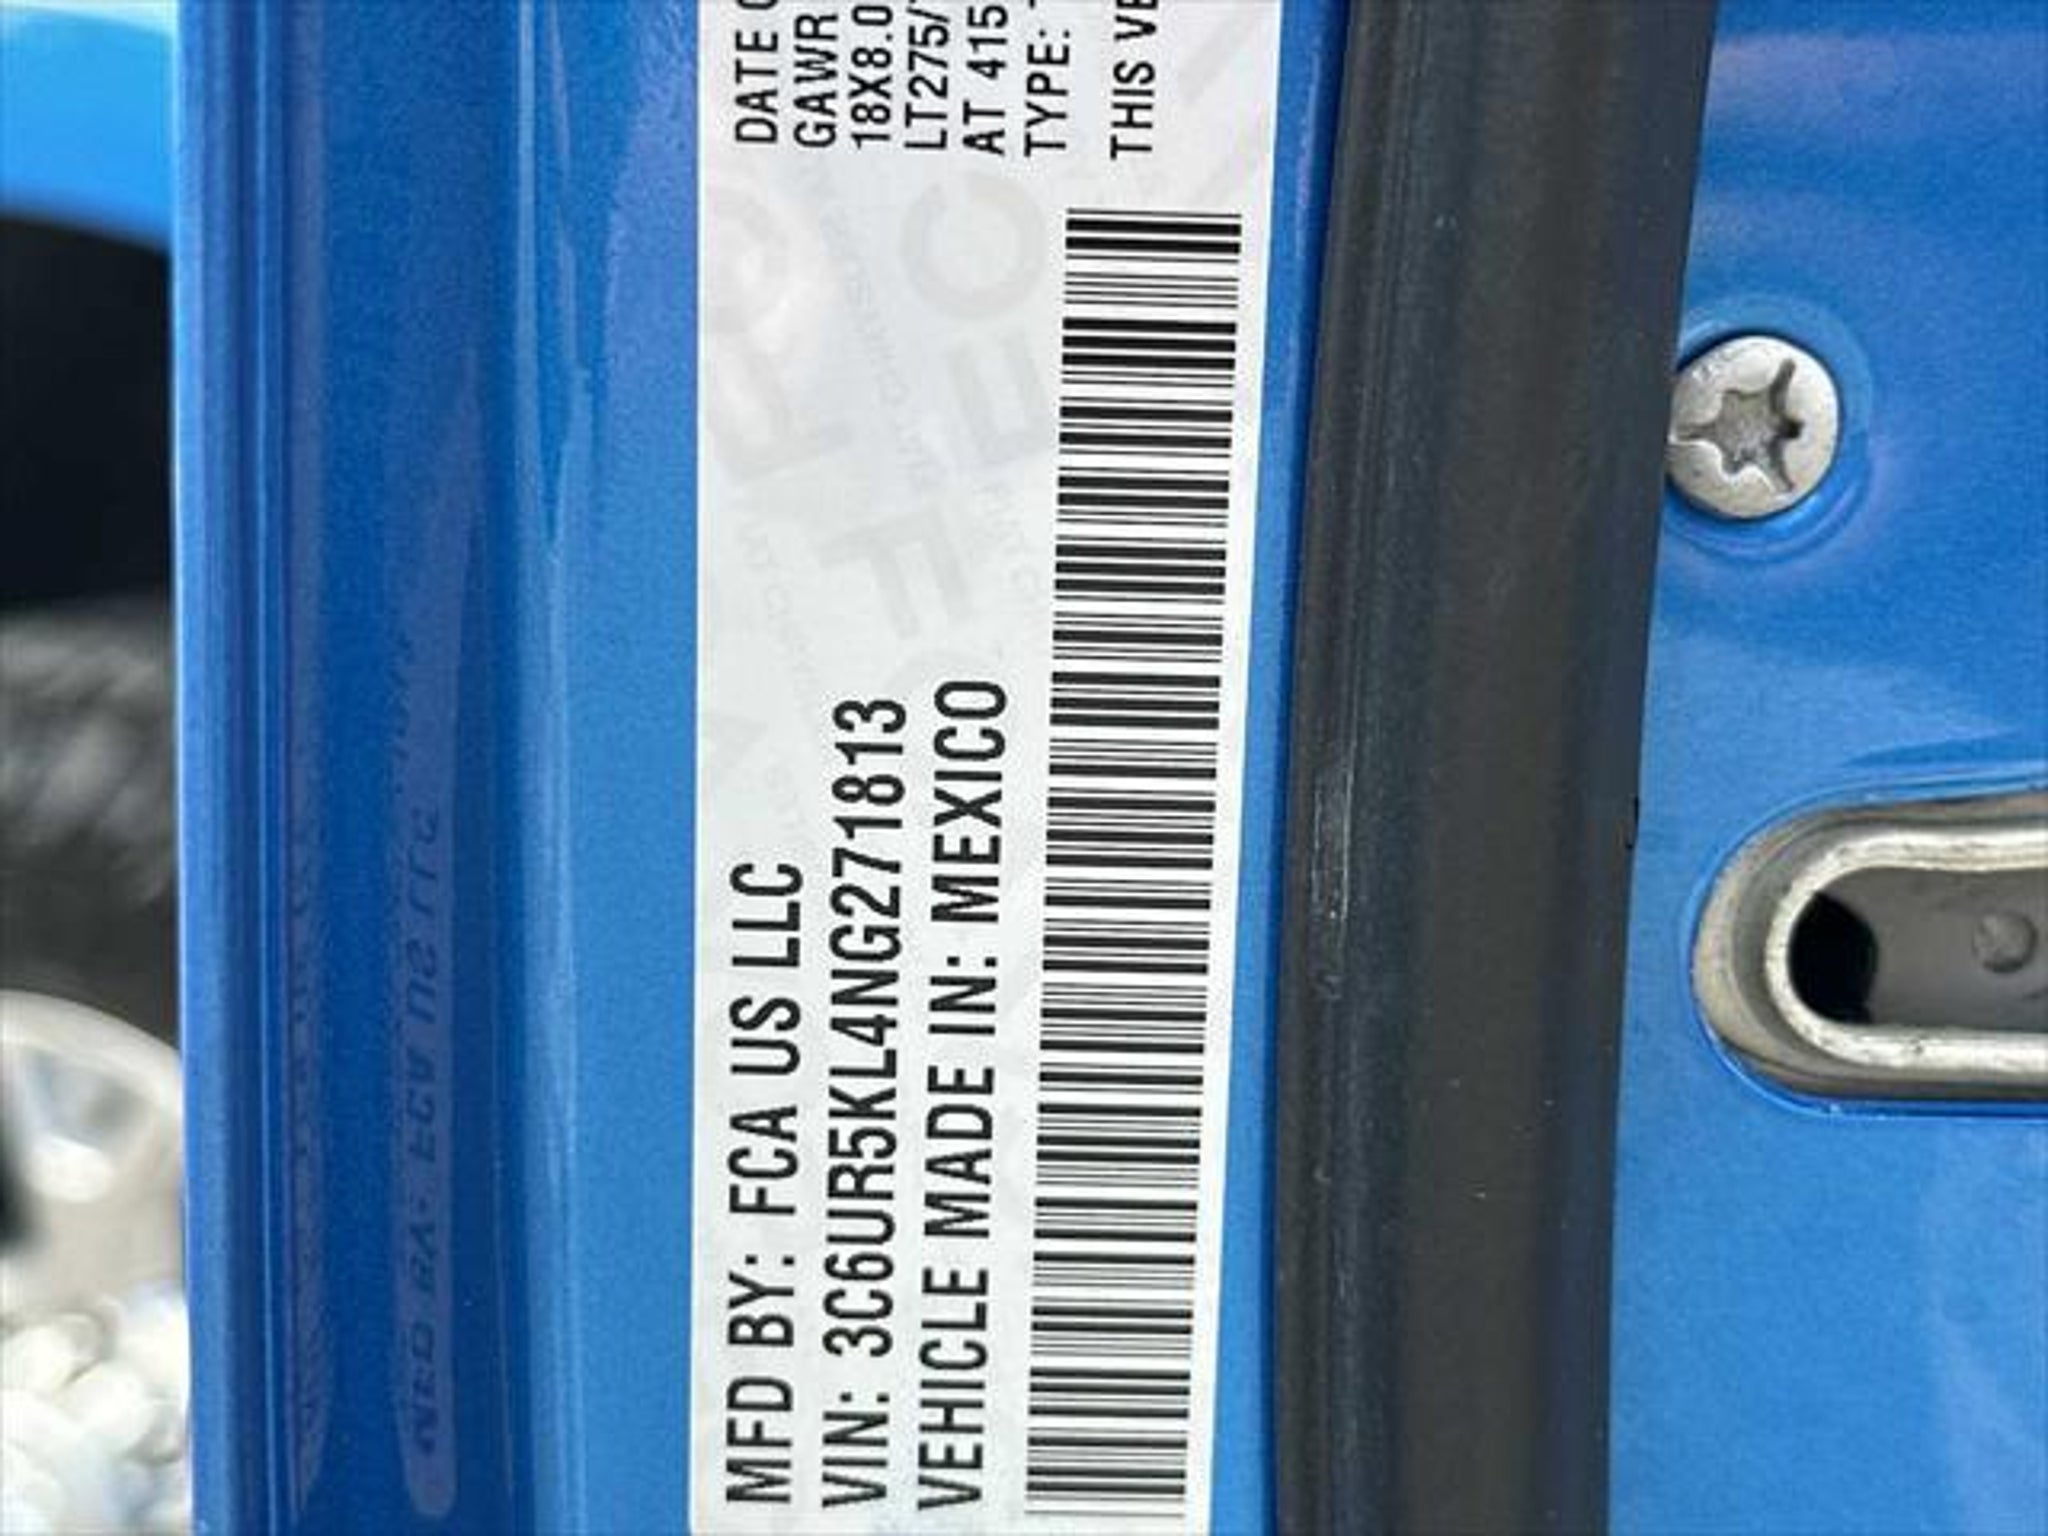 MFD BY: FCA US LLC
VIN: 3C6UR5KL4NG271813
VEHICLE MADE IN: MEXICO
DATE O
GAWR
18X8.0
LT275/
AT 415
TYPE:
THIS VE